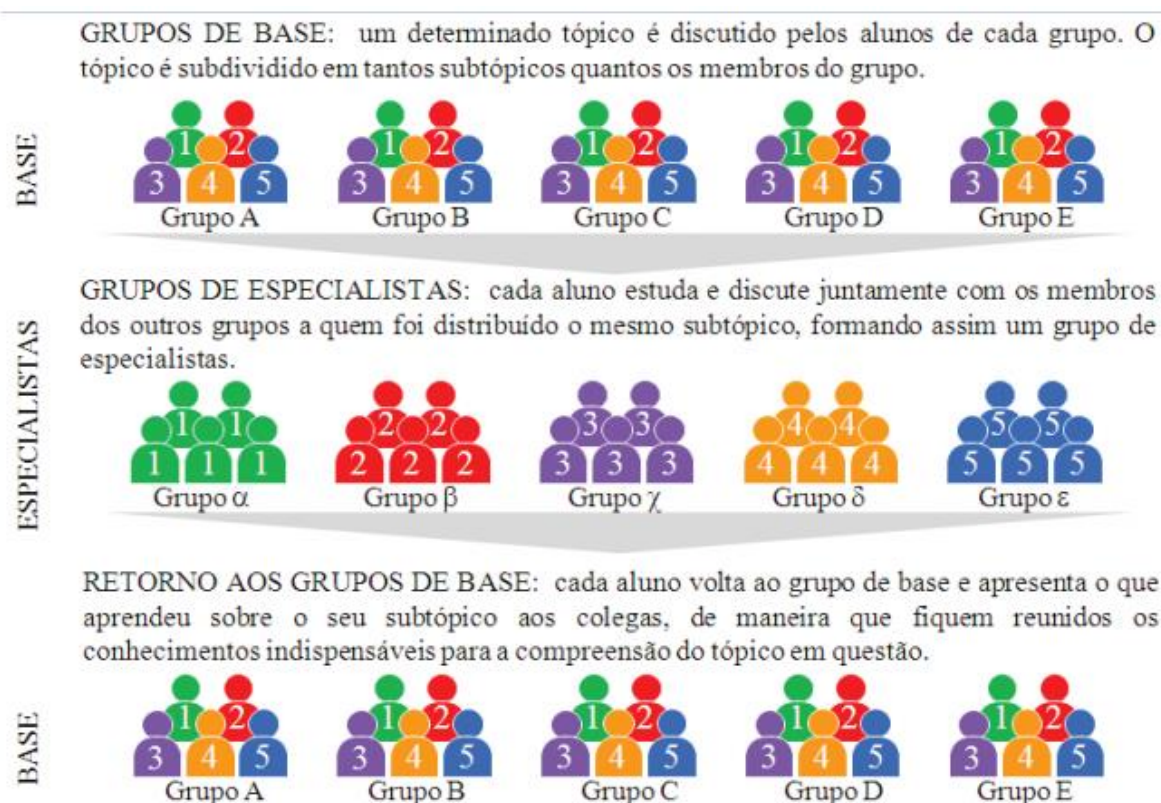 GRUPOS DE BASE: um determinado tópico é discutido pelos alunos de cada grupo. O
tópico é subdividido em tantos subtópicos quantos os membros do grupo.
BASE
1 2 1 2 1 2 1 2 1 2
3 4 5 3 4 5 3 4 5 3 4 5 3 4 5
Grupo A Grupo B Grupo C Grupo D Grupo E
GRUPOS DE ESPECIALISTAS: cada aluno estuda e discute juntamente com os membros
dos outros grupos a quem foi distribuído o mesmo subtópico, formando assim um grupo de
especialistas.
ESPECIALISTAS
1 1 2 2 3 3 4 4 5 5
1 1 1 2 2 2 3 3 3 4 4 4 5 5 5
Grupo α Grupo β Grupo χ Grupo δ Grupo ε
RETORNO AOS GRUPOS DE BASE: cada aluno volta ao grupo de base e apresenta o que
aprendeu sobre o seu subtópico aos colegas, de maneira que fiquem reunidos os
conhecimentos indispensáveis para a compreensão do tópico em questão.
BASE
1 2 1 2 1 2 1 2 1 2
3 4 5 3 4 5 3 4 5 3 4 5 3 4 5
Grupo A Grupo B Grupo C Grupo D Grupo E